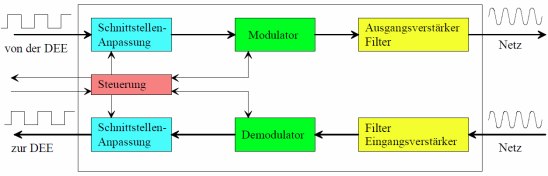 Schnittstellen-
Anpassung
Modulator
Ausgangsverstärker
Filter
von der DEE
Netz
Steuerung
Schnittstellen-
Anpassung
Demodulator
Filter
Eingangsverstärker
zur DEE
Netz